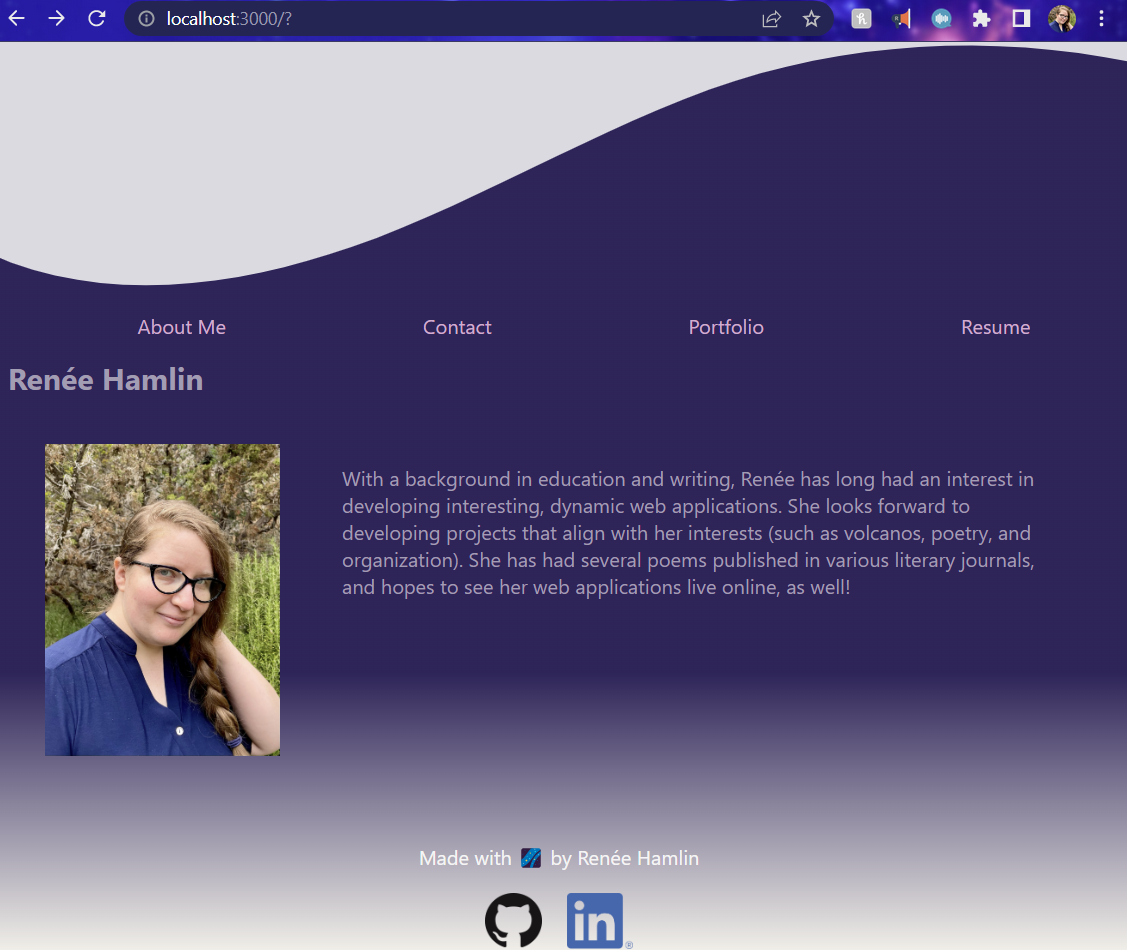 localhost:3000/?
About Me Contact Portfolio Resume
Renée Hamlin
With a background in education and writing, Renée has long had an interest in
developing interesting, dynamic web applications. She looks forward to
developing projects that align with her interests (such as volcanos, poetry, and
organization). She has had several poems published in various literary journals,
and hopes to see her web applications live online, as well!
Made with 🌌 by Renée Hamlin
in®